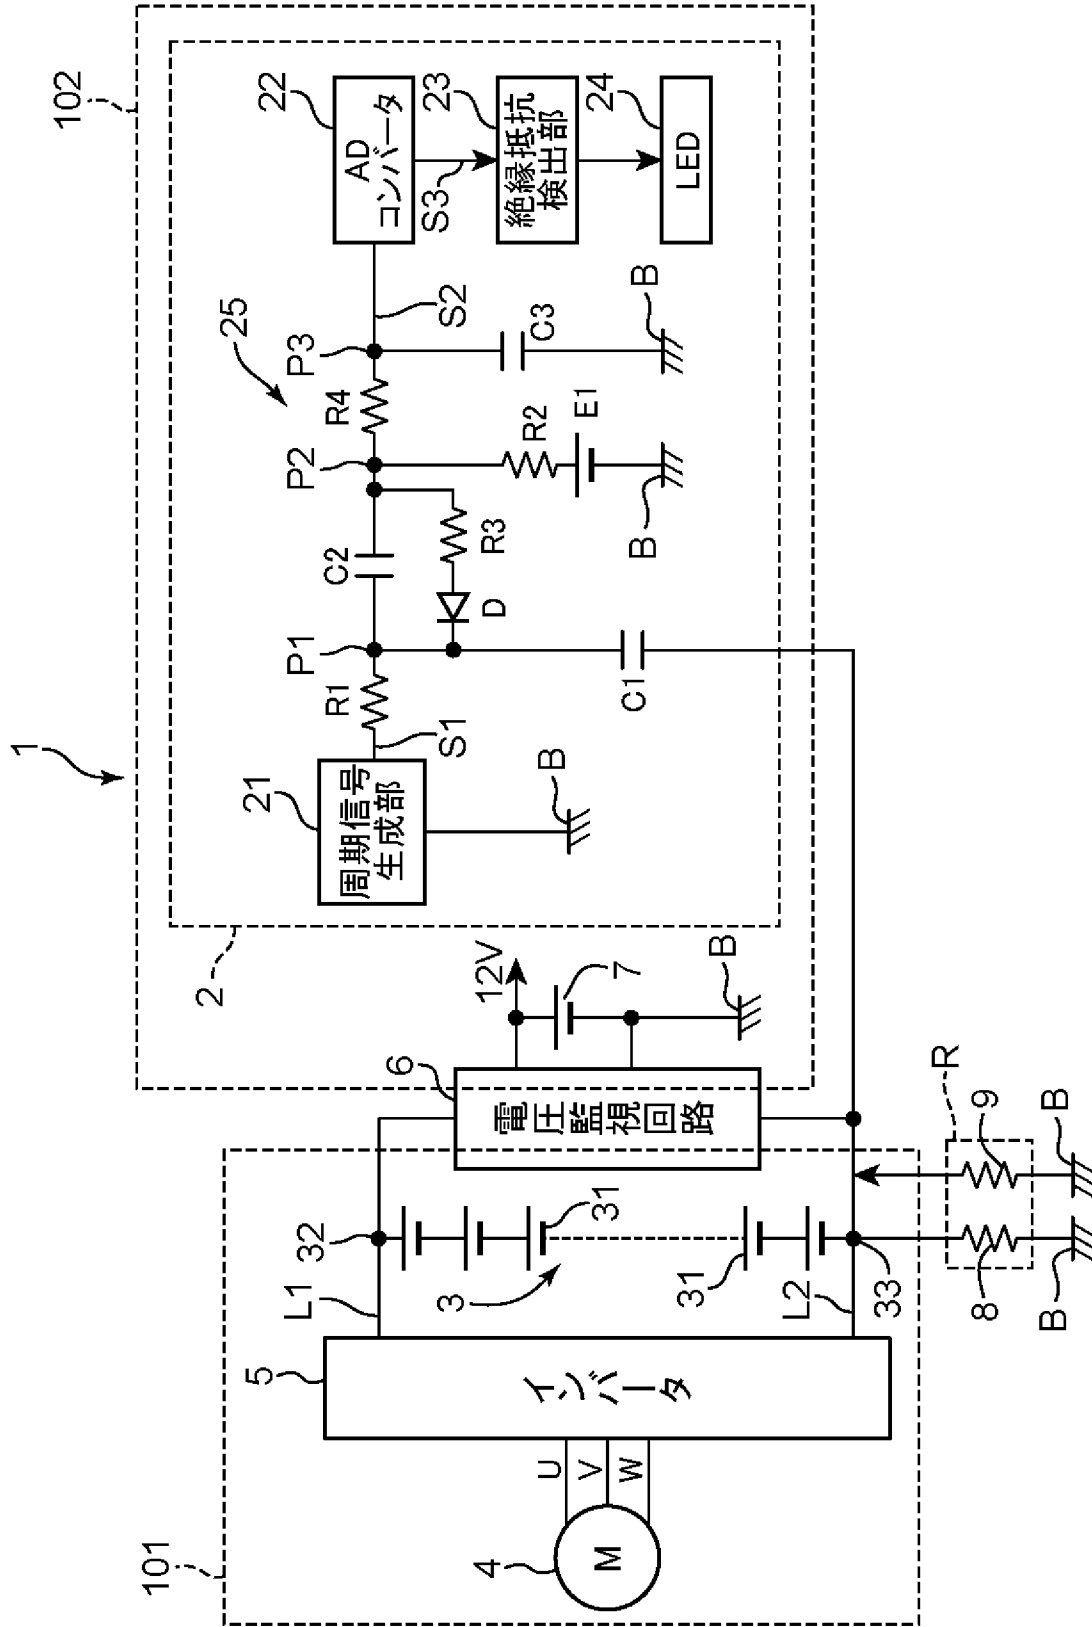 1
101
102
2
4
M
U
V
W
5
インバータ
L1
L2
32
33
3
31
31
6
電圧監視回路
12V
7
B
R
8
9
B
B
21
周期信号
生成部
B
S1
R1
P1
C1
C2
D
R3
P2
R2
E1
B
25
R4
P3
C3
B
S2
22
AD
コンバータ
S3
23
絶縁抵抗
検出部
24
LED